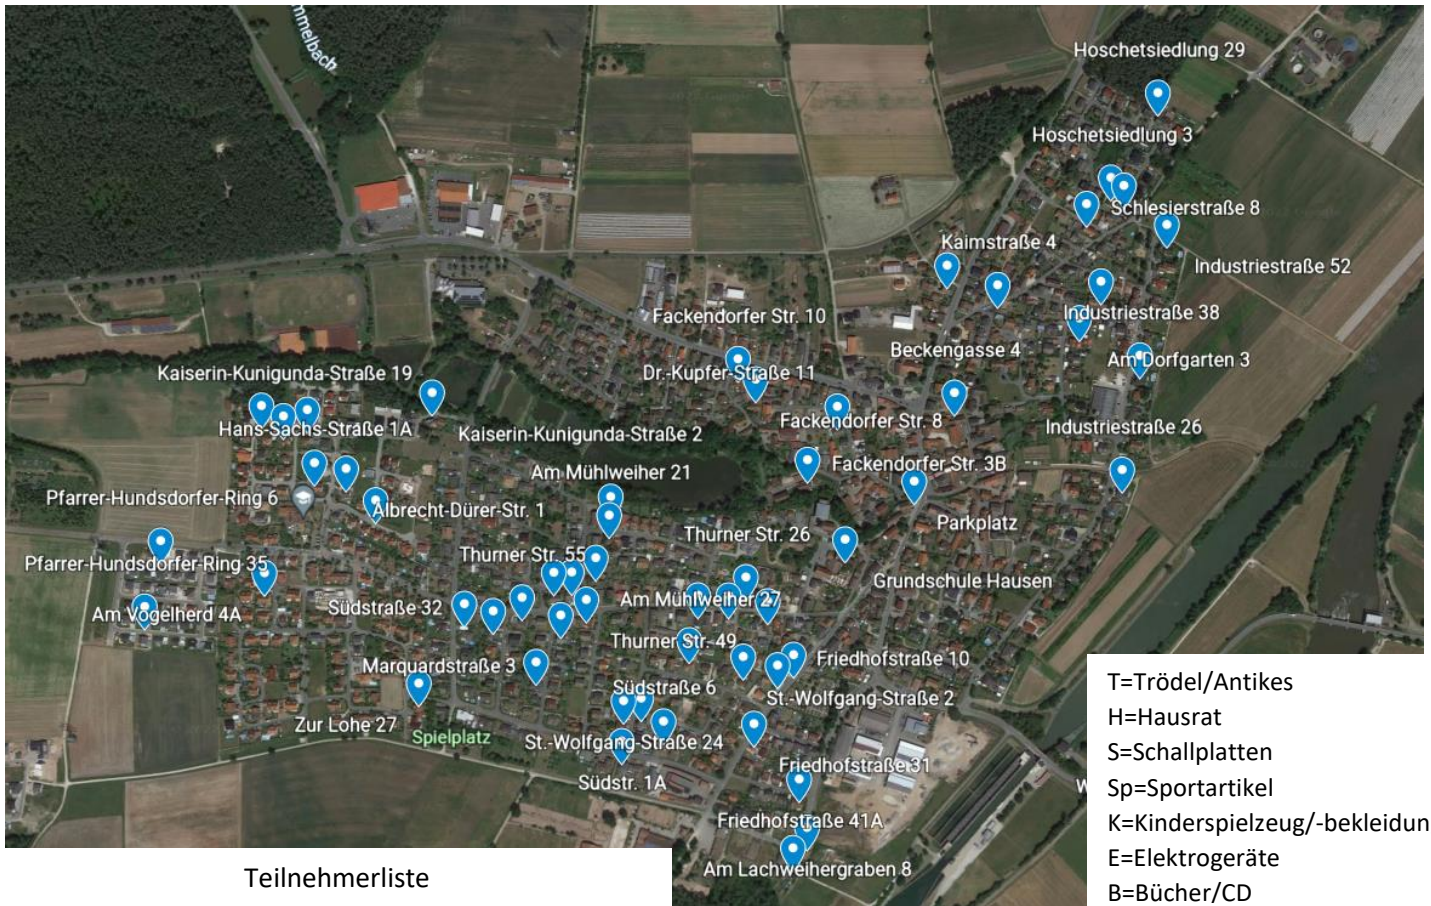 mmelbach
Hoschetsiedlung 29
Hoschetsiedlung 3
Schlesierstraße 8
Kaimstraße 4
Industriestraße 52
Industriestraße 38
Fackendorfer Str. 10
Beckengasse 4
Am Dorfgarten 3
Kaiserin-Kunigunda-Straße 19
Dr.-Kupfer-Straße 11
Hans-Sachs-Straße 1A
Kaiserin-Kunigunda-Straße 2
Fackendorfer Str. 8
Industriestraße 26
Am Mühlweiher 21
Fackendorfer Str. 3B
Pfarrer-Hundsdorfer-Ring 6
Albrecht-Dürer-Str. 1
Parkplatz
Thurner Str. 26
Thurner Str. 55
Pfarrer-Hundsdorfer-Ring 35
Grundschule Hausen
Am Mühlweiher 27
Südstraße 32
Am Vogelherd 4A
Thurner Str. 49
Friedhofstraße 10
Marquardstraße 3
Südstraße 6
St.-Wolfgang-Straße 2
Zur Lohe 27
Spielplatz
St.-Wolfgang-Straße 24
Friedhofstraße 31
Südstr. 1A
W
Friedhofstraße 41A
Am Lachweihergraben 8
T=Trödel/Antikes
H=Hausrat
S=Schallplatten
Sp=Sportartikel
K=Kinderspielzeug/-bekleidun
E=Elektrogeräte
B=Bücher/CD
Teilnehmerliste